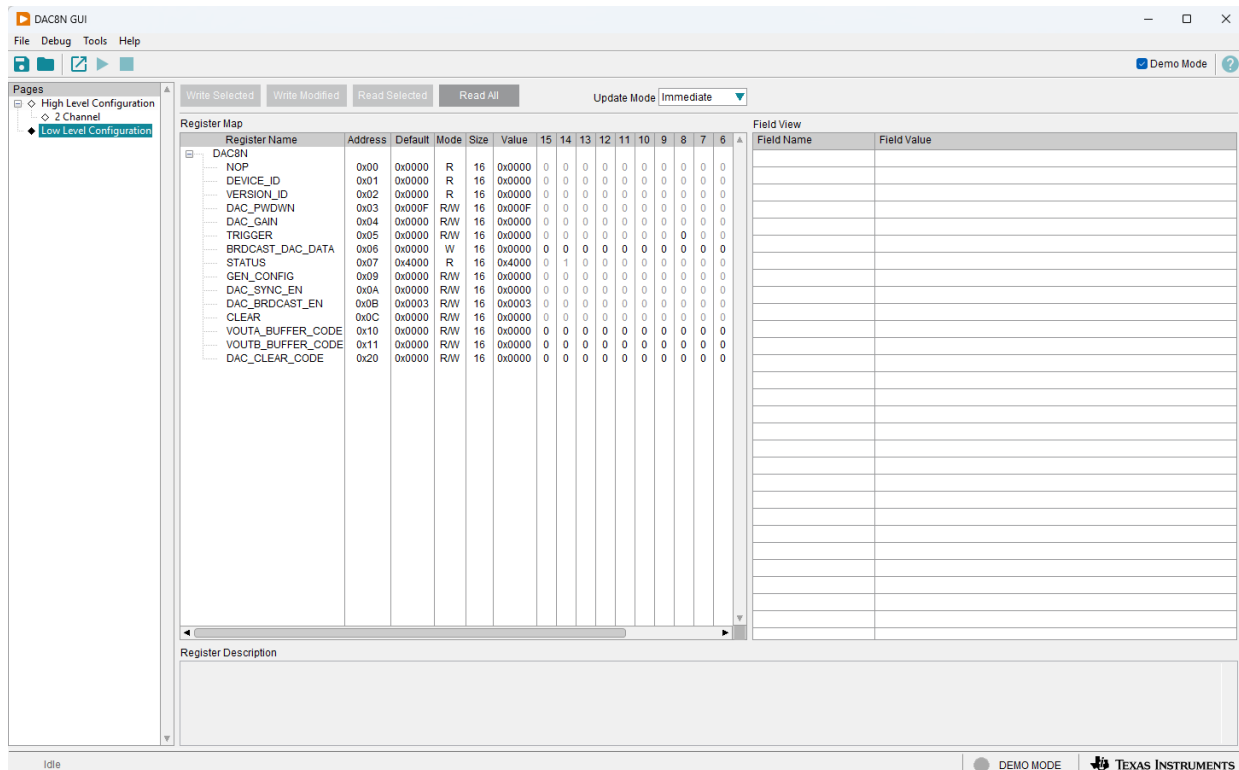 DAC8N GUI
File Debug Tools Help
Demo Mode
Pages
High Level Configuration
2 Channel
Low Level Configuration
Write Selected Write Modified Read Selected Read All Update Mode Immediate
Register Map
Register Name Address Default Mode Size Value 15 14 13 12 11 10 9 8 7 6
DAC8N
NOP 0x00 0x0000 R 16 0x0000 0 0 0 0 0 0 0 0 0 0
DEVICE_ID 0x01 0x0000 R 16 0x0000 0 0 0 0 0 0 0 0 0 0
VERSION_ID 0x02 0x0000 R 16 0x0000 0 0 0 0 0 0 0 0 0 0
DAC_PWDWN 0x03 0x000F R/W 16 0x000F 0 0 0 0 0 0 0 0 0 0
DAC_GAIN 0x04 0x0000 R/W 16 0x0000 0 0 0 0 0 0 0 0 0 0
TRIGGER 0x05 0x0000 R/W 16 0x0000 0 0 0 0 0 0 0 0 0 0
BRDCAST_DAC_DATA 0x06 0x0000 W 16 0x0000 0 0 0 0 0 0 0 0 0 0
STATUS 0x07 0x4000 R 16 0x4000 0 1 0 0 0 0 0 0 0 0
GEN_CONFIG 0x09 0x0000 R/W 16 0x0000 0 0 0 0 0 0 0 0 0 0
DAC_SYNC_EN 0x0A 0x0000 R/W 16 0x0000 0 0 0 0 0 0 0 0 0 0
DAC_BRDCAST_EN 0x0B 0x0003 R/W 16 0x0003 0 0 0 0 0 0 0 0 0 0
CLEAR 0x0C 0x0000 R/W 16 0x0000 0 0 0 0 0 0 0 0 0 0
VOUTA_BUFFER_CODE 0x10 0x0000 R/W 16 0x0000 0 0 0 0 0 0 0 0 0 0
VOUTB_BUFFER_CODE 0x11 0x0000 R/W 16 0x0000 0 0 0 0 0 0 0 0 0 0
DAC_CLEAR_CODE 0x20 0x0000 R/W 16 0x0000 0 0 0 0 0 0 0 0 0 0
Field View
Field Name Field Value
Register Description
Idle DEMO MODE TEXAS INSTRUMENTS